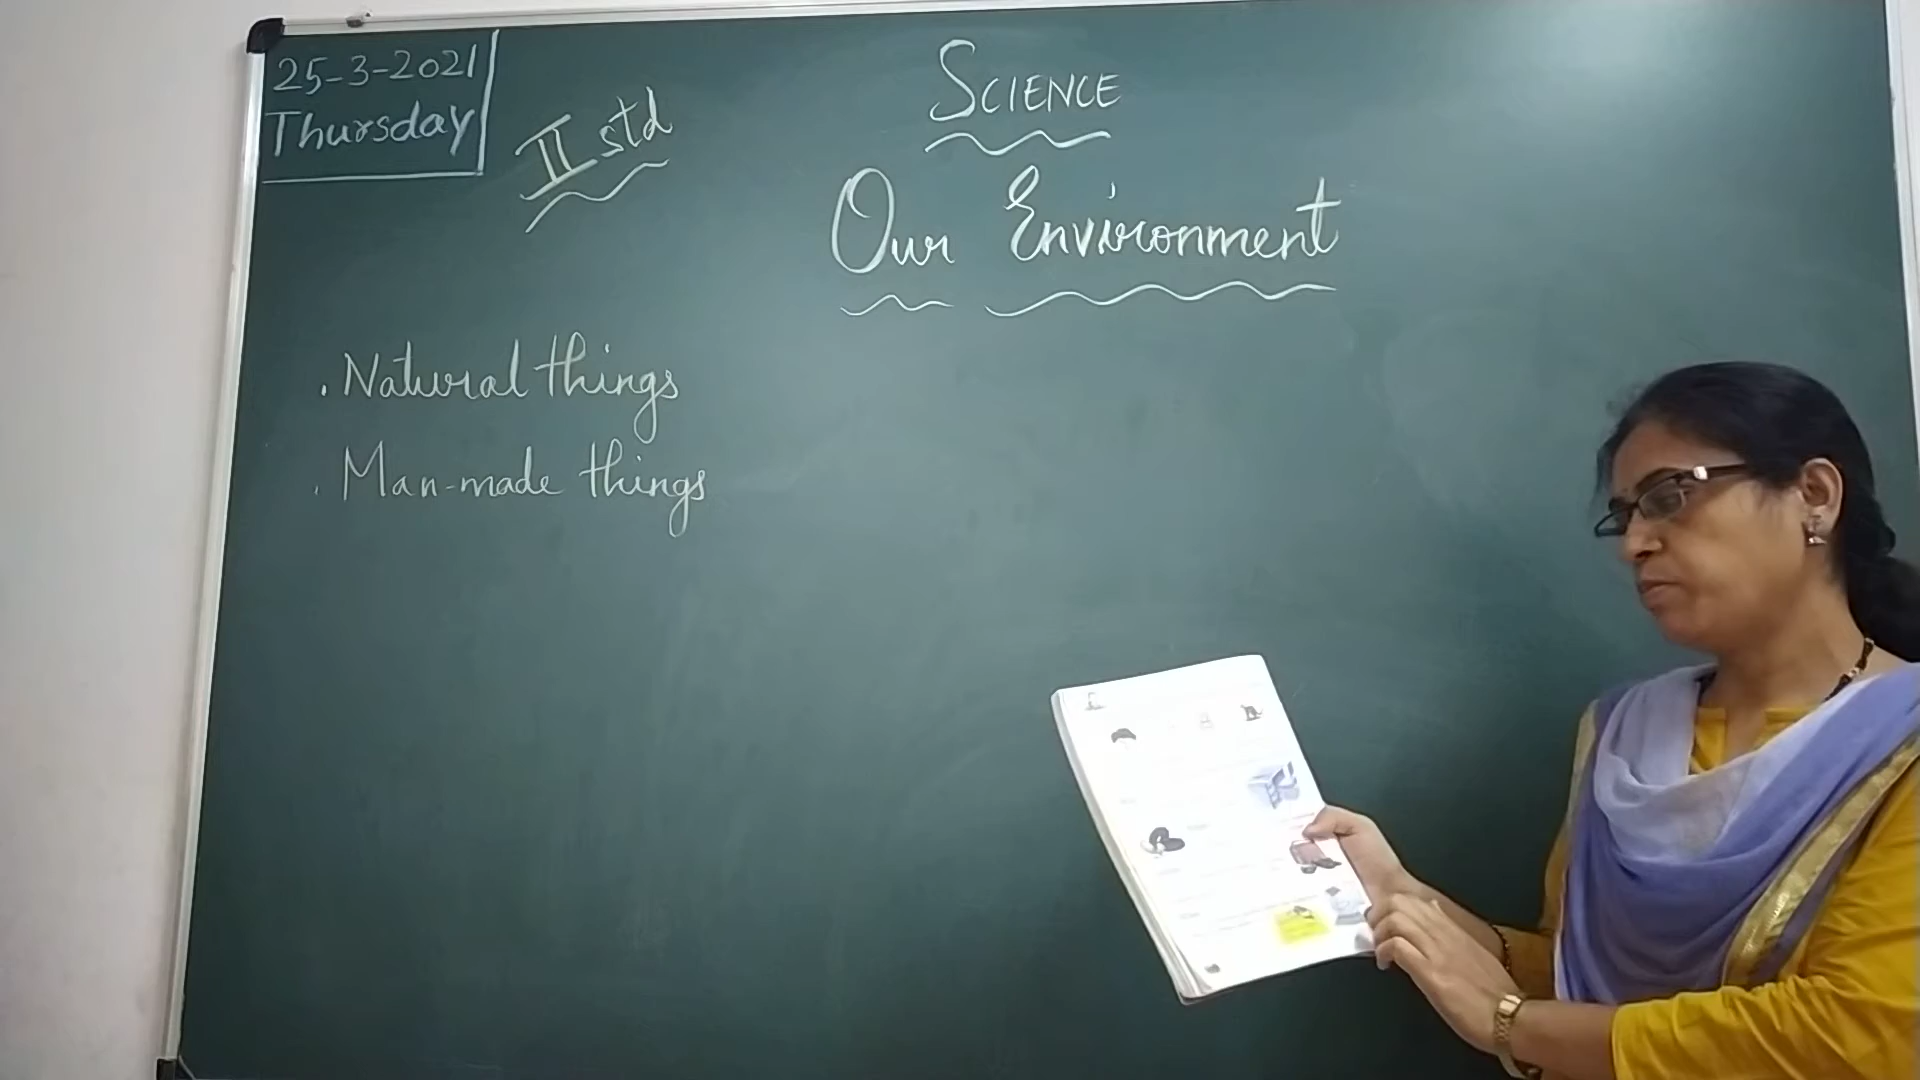 25-3-2021
Thursday
II std
SCIENCE
Our Environment
. Natural things
. Man-made things